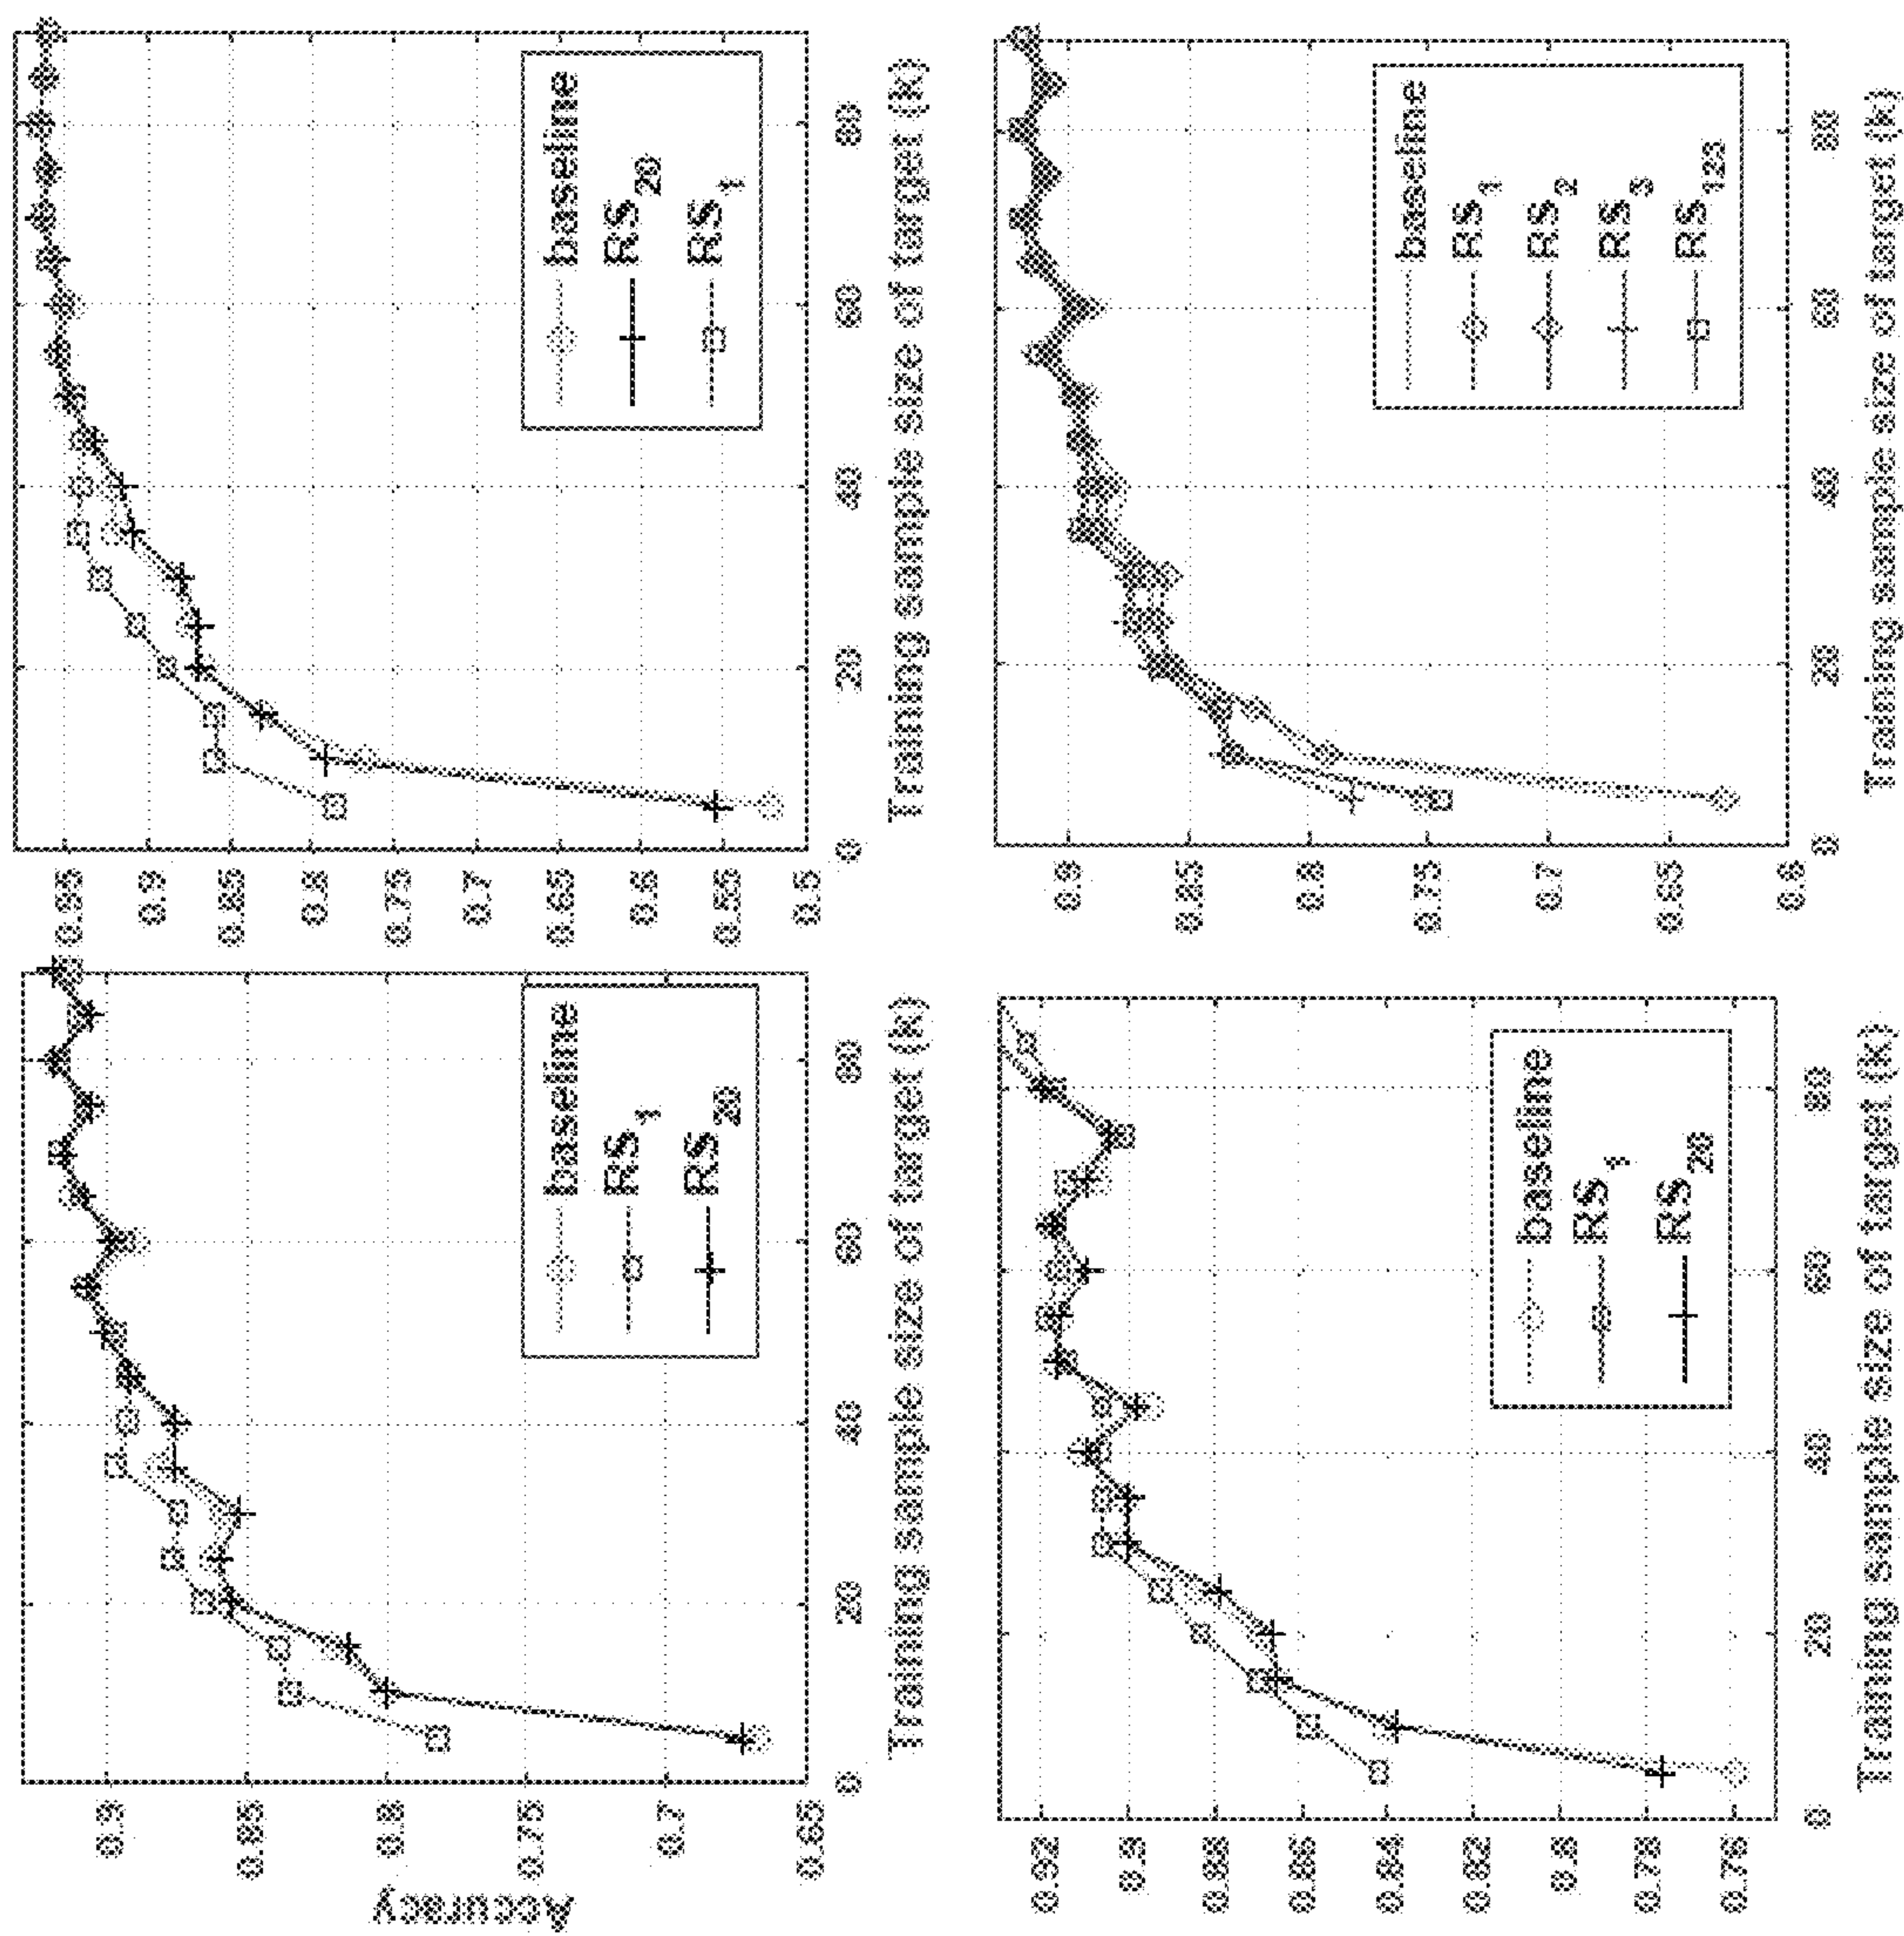 Accuracy
0.9
0.85
0.8
0.75
0.7
0.65
baseline
RS1
RS20
0 20 40 60 80
Training sample size of target (k)
0.95
0.9
0.85
0.8
0.75
0.7
0.65
0.6
0.55
0.5
baseline
RS20
RS1
0 20 40 60 80
Training sample size of target (k)
0.92
0.9
0.88
0.86
0.84
0.82
0.8
0.78
0.76
baseline
RS1
RS20
0 20 40 60 80
Training sample size of target (k)
0.9
0.85
0.8
0.75
0.7
0.65
0.6
baseline
RS1
RS2
RS3
RS123
0 20 40 60 80
Training sample size of target (k)